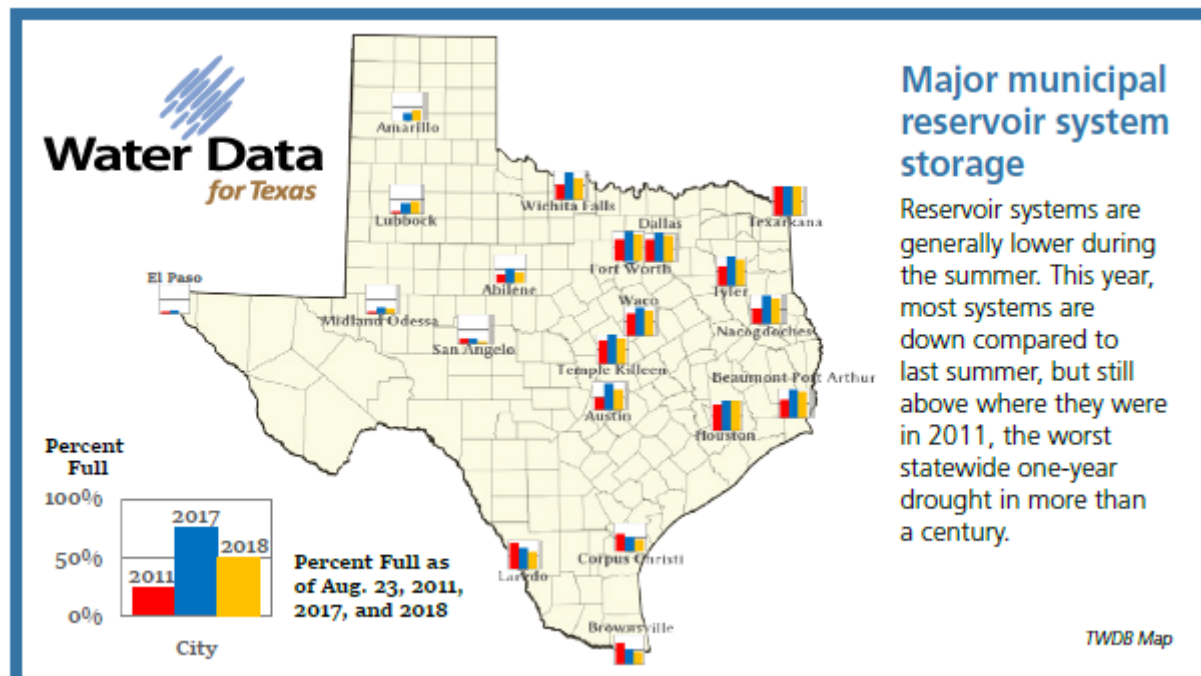 Water Data
for Texas
Major municipal
reservoir system
storage
Reservoir systems are
generally lower during
the summer. This year,
most systems are
down compared to
last summer, but still
above where they were
in 2011, the worst
statewide one-year
drought in more than
a century.
Amarillo
Lubbock
Wichita Falls
Dallas
Texarkana
Fort Worth
El Paso
Abilene
Tyler
Midland Odessa
Waco
Nacogdoches
San Angelo
Temple Killeen
Beaumont Port Arthur
Austin
Houston
Percent
Full
100%
50%
0%
2011
2017
2018
City
Percent Full as
of Aug. 23, 2011,
2017, and 2018
Corpus Christi
Laredo
Brownsville
TWDB Map